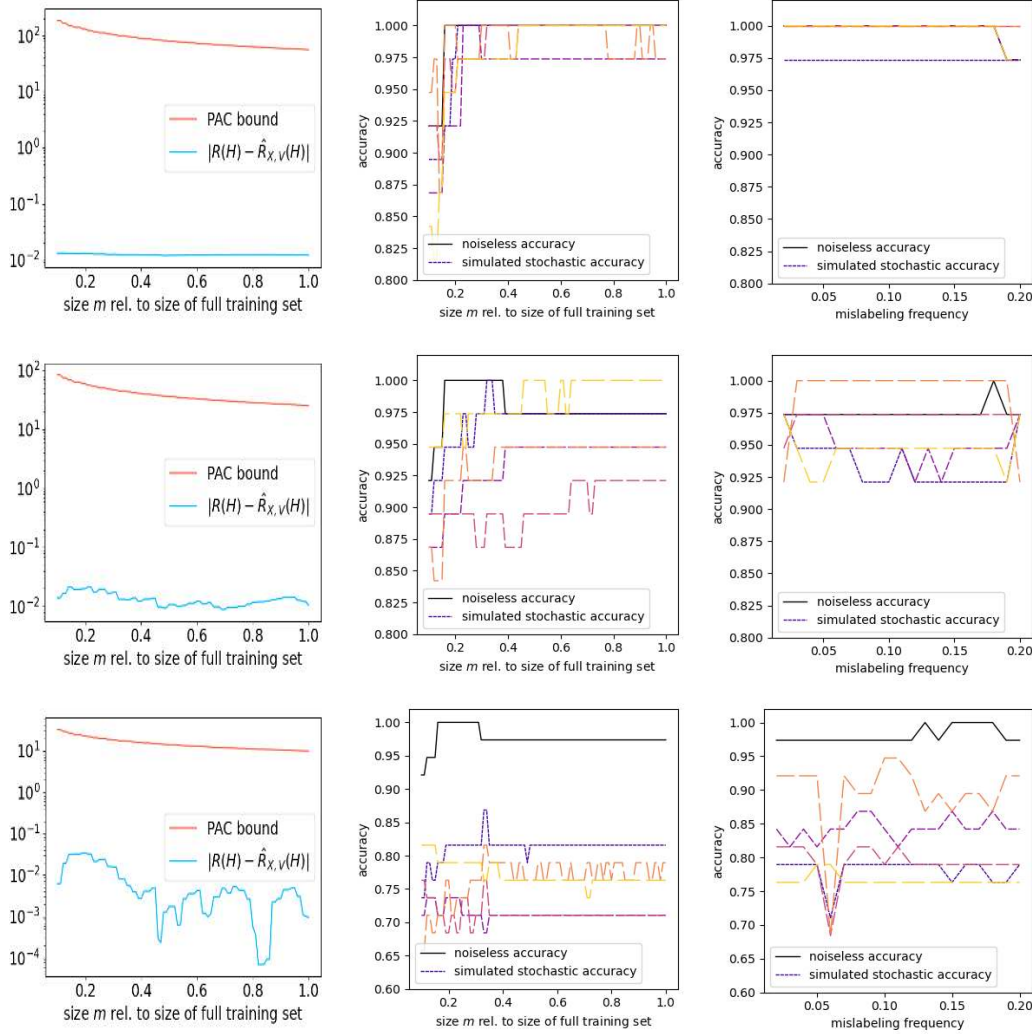 10²
10¹
10⁰
10⁻¹
10⁻²
PAC bound
|R(H) − R̂_{X,V}(H)|
0.2 0.4 0.6 0.8 1.0
size m rel. to size of full training set
accuracy
1.000
0.975
0.950
0.925
0.900
0.875
0.850
0.825
0.800
noiseless accuracy
simulated stochastic accuracy
0.2 0.4 0.6 0.8 1.0
size m rel. to size of full training set
accuracy
1.000
0.975
0.950
0.925
0.900
0.875
0.850
0.825
0.800
noiseless accuracy
simulated stochastic accuracy
0.05 0.10 0.15 0.20
mislabeling frequency
10²
10¹
10⁰
10⁻¹
10⁻²
PAC bound
|R(H) − R̂_{X,V}(H)|
0.2 0.4 0.6 0.8 1.0
size m rel. to size of full training set
accuracy
1.000
0.975
0.950
0.925
0.900
0.875
0.850
0.825
0.800
noiseless accuracy
simulated stochastic accuracy
0.2 0.4 0.6 0.8 1.0
size m rel. to size of full training set
accuracy
1.000
0.975
0.950
0.925
0.900
0.875
0.850
0.825
0.800
noiseless accuracy
simulated stochastic accuracy
0.05 0.10 0.15 0.20
mislabeling frequency
10¹
10⁰
10⁻¹
10⁻²
10⁻³
10⁻⁴
PAC bound
|R(H) − R̂_{X,V}(H)|
0.2 0.4 0.6 0.8 1.0
size m rel. to size of full training set
accuracy
1.00
0.95
0.90
0.85
0.80
0.75
0.70
0.65
0.60
noiseless accuracy
simulated stochastic accuracy
0.2 0.4 0.6 0.8 1.0
size m rel. to size of full training set
accuracy
1.00
0.95
0.90
0.85
0.80
0.75
0.70
0.65
0.60
noiseless accuracy
simulated stochastic accuracy
0.05 0.10 0.15 0.20
mislabeling frequency